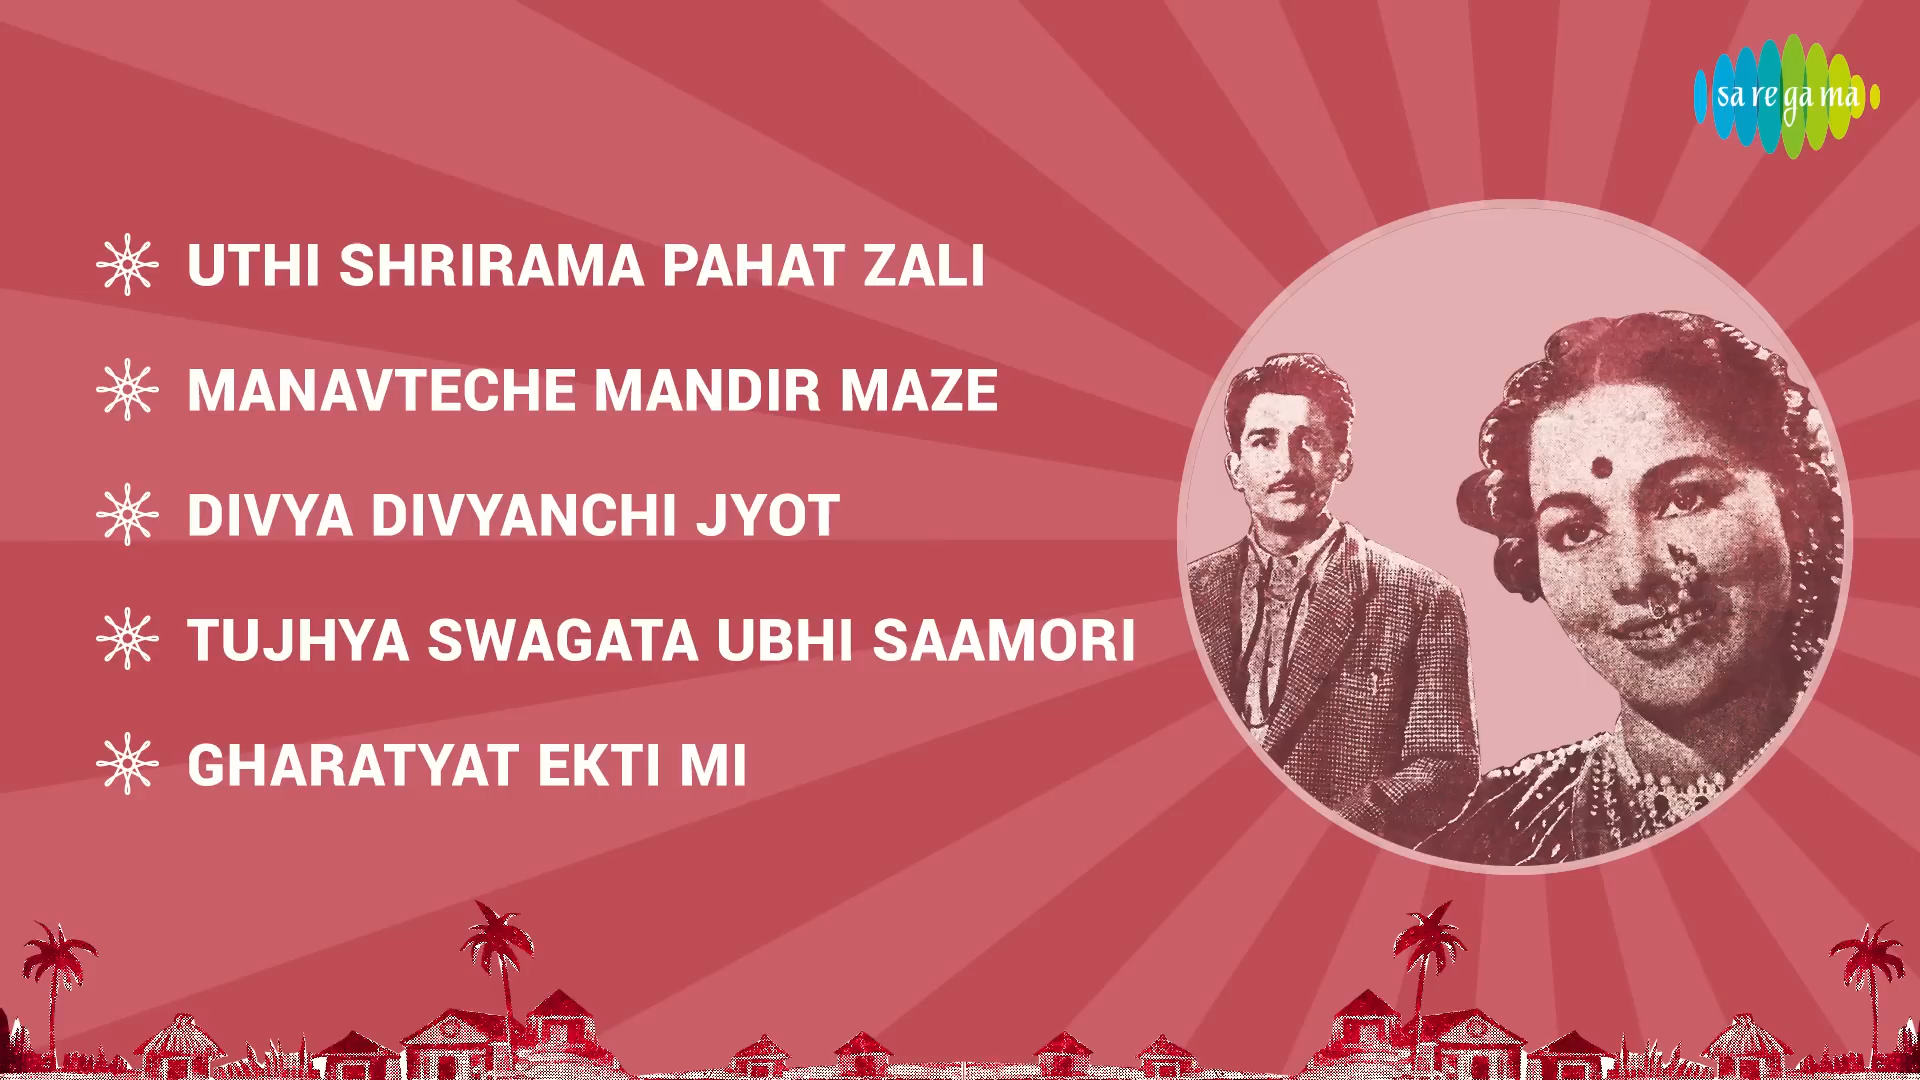 sa re ga ma
UTHI SHRIRAMA PAHAT ZALI
MANAVTECHE MANDIR MAZE
DIVYA DIVYANCHI JYOT
TUJHYA SWAGATA UBHI SAAMORI
GHARATYAT EKTI MI